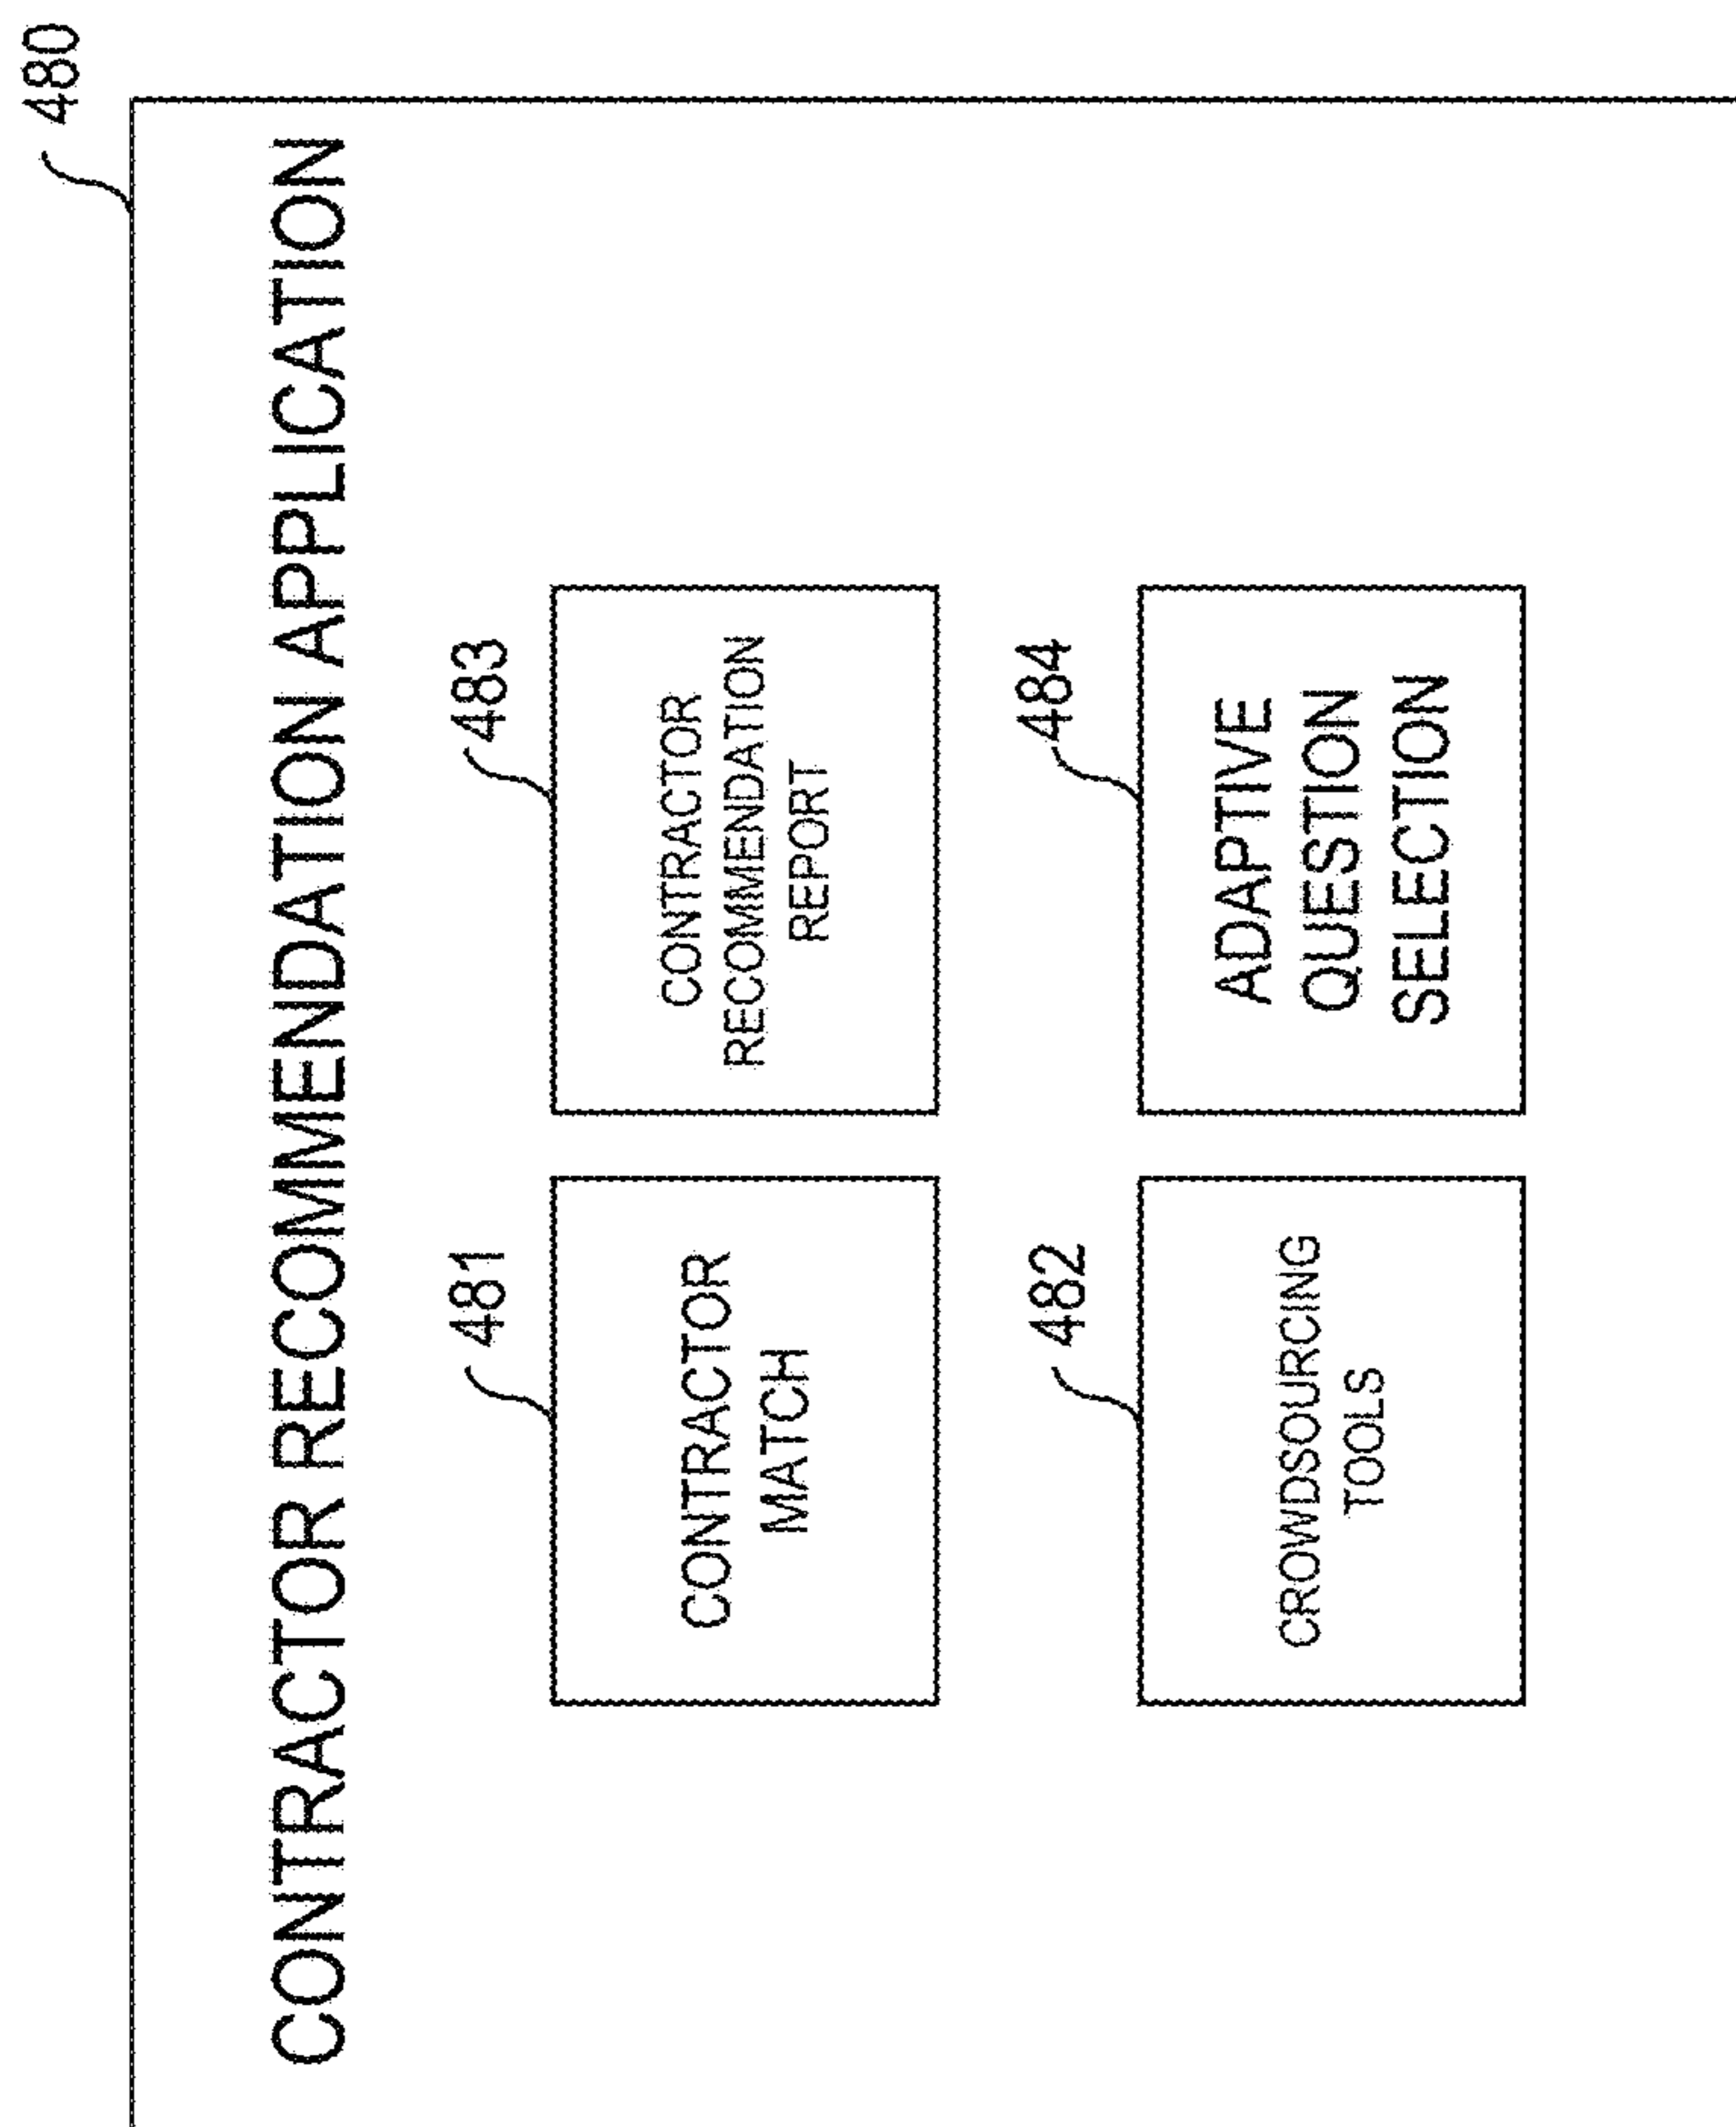 480
CONTRACTOR RECOMMENDATION APPLICATION
481
CONTRACTOR
MATCH
483
CONTRACTOR
RECOMMENDATION
REPORT
482
CROWDSOURCING
TOOLS
484
ADAPTIVE
QUESTION
SELECTION